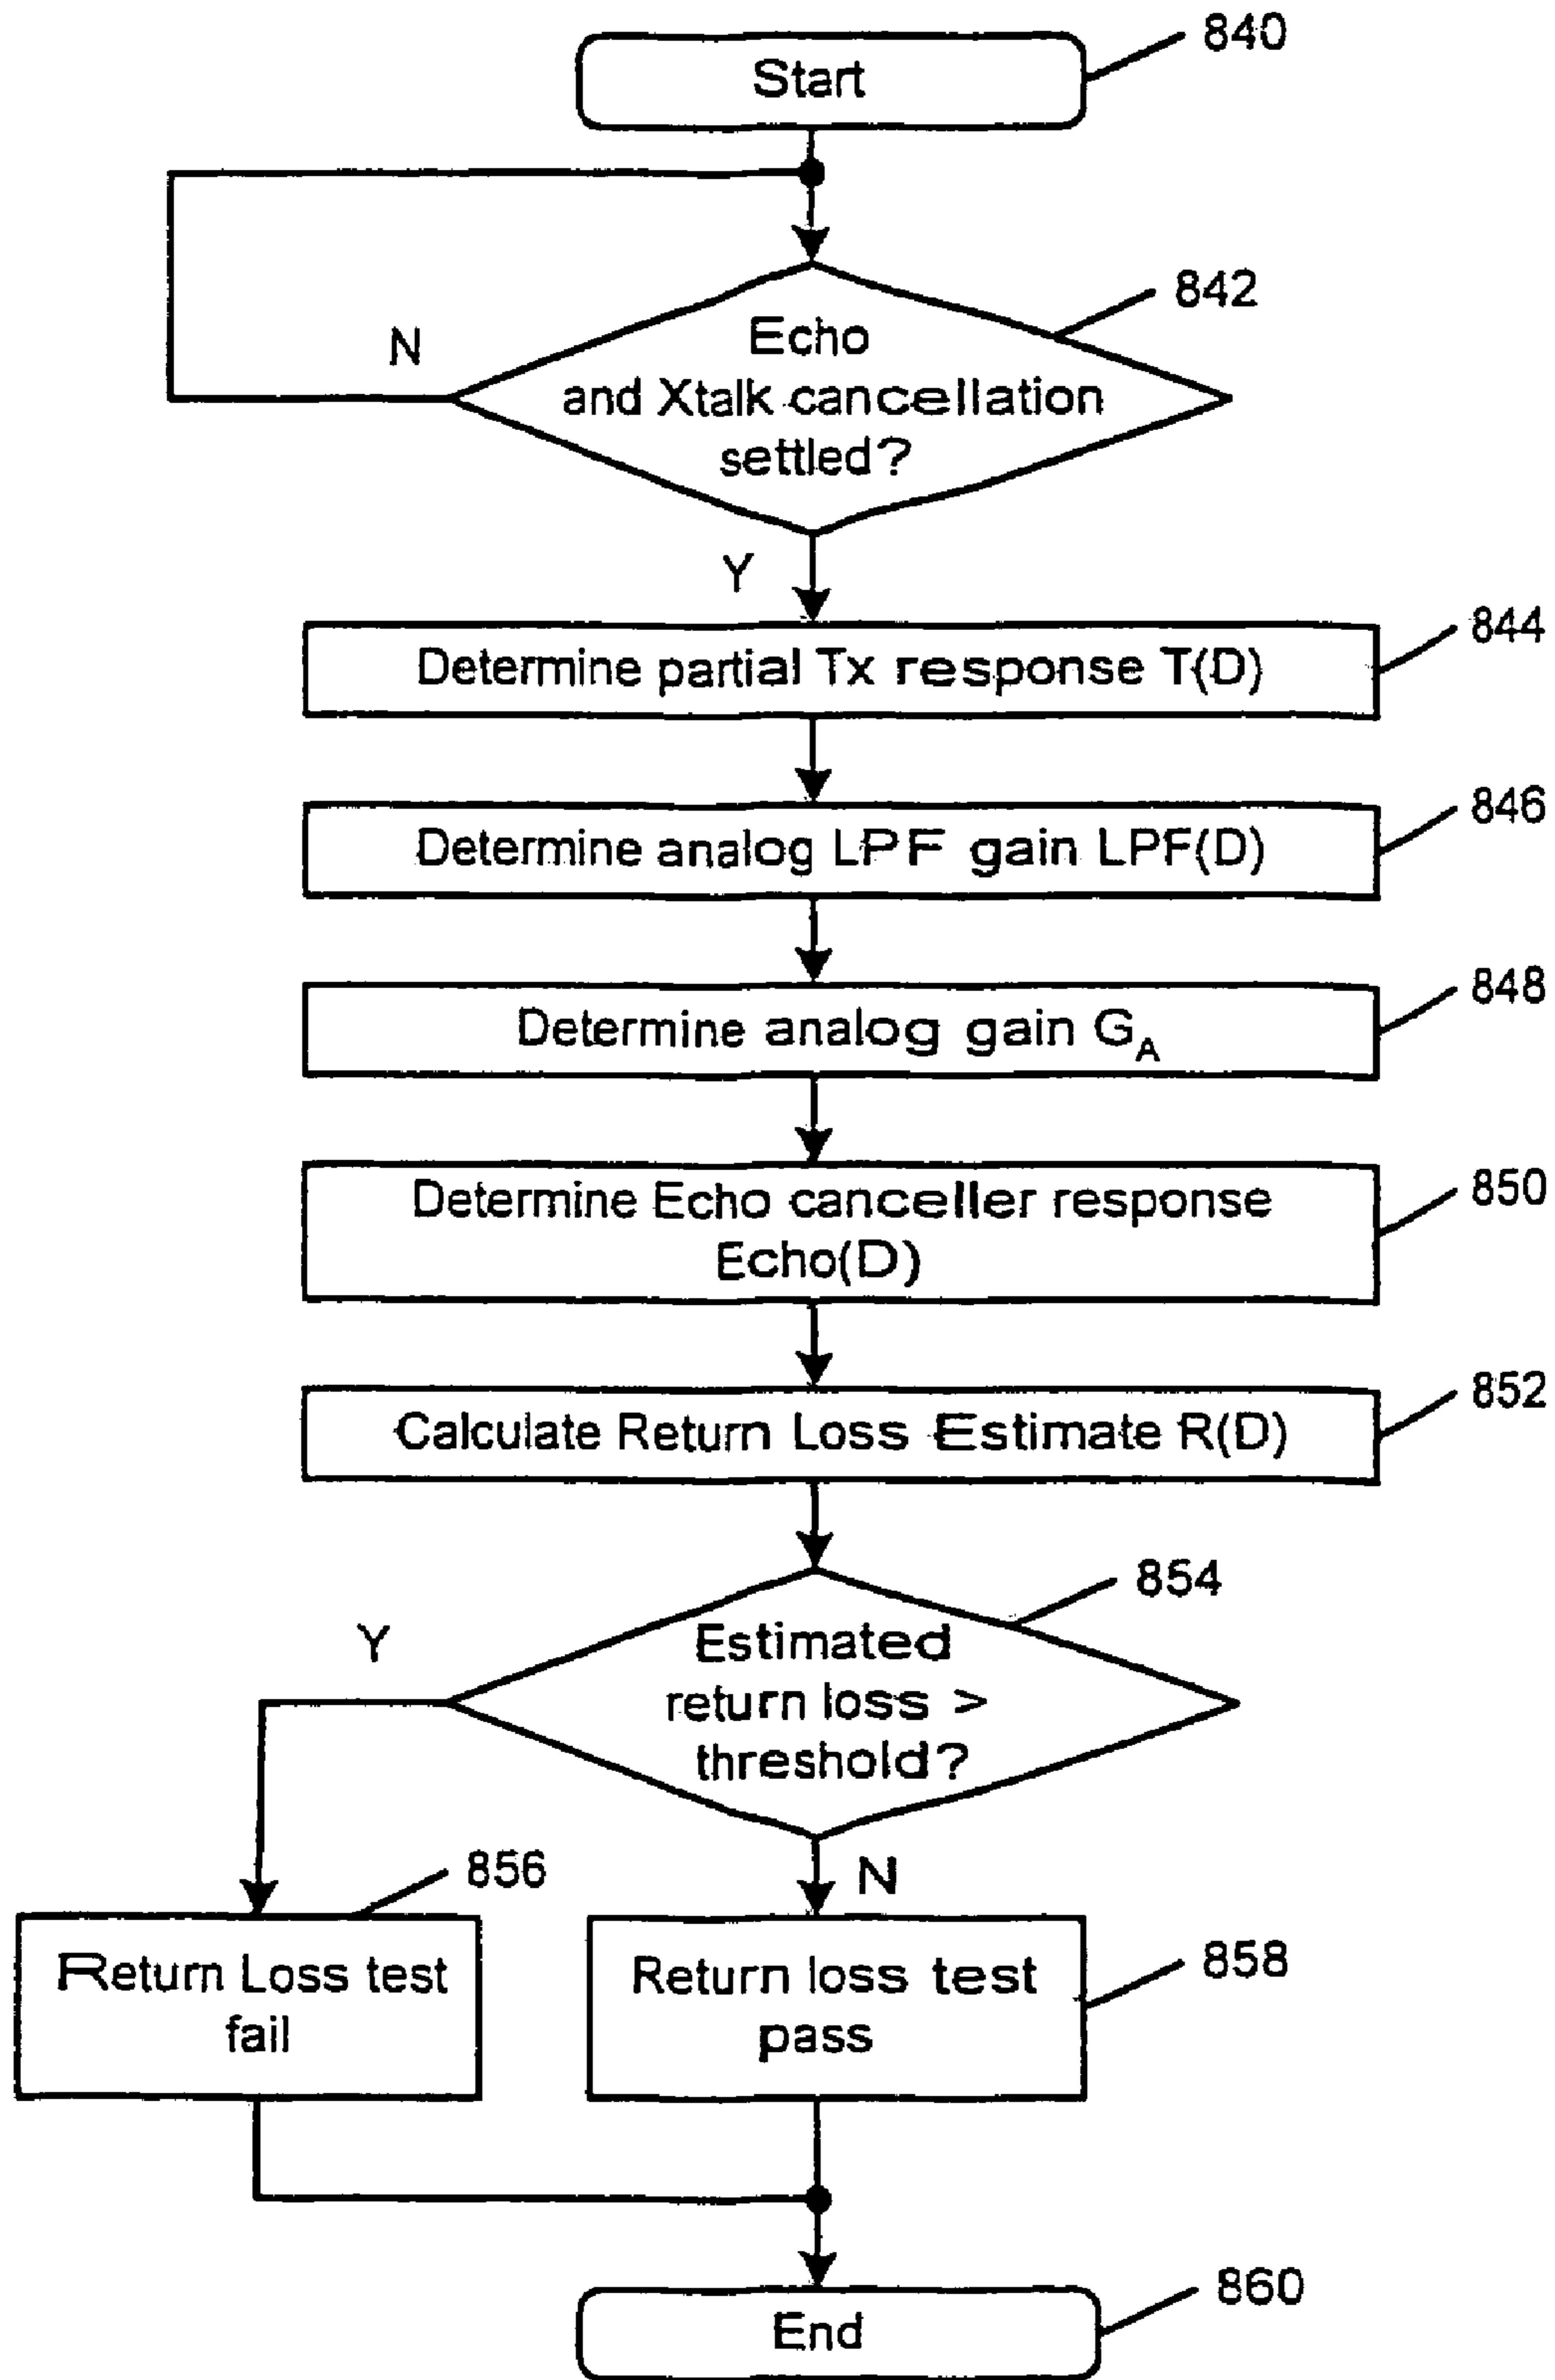 840
Start
842
N
Echo
and Xtalk cancellation
settled?
Y
844
Determine partial Tx response T(D)
846
Determine analog LPF gain LPF(D)
848
Determine analog gain G_A
850
Determine Echo canceller response
Echo(D)
852
Calculate Return Loss Estimate R(D)
854
Y
Estimated
return loss >
threshold?
856
N
Return Loss test
fail
858
Return loss test
pass
860
End